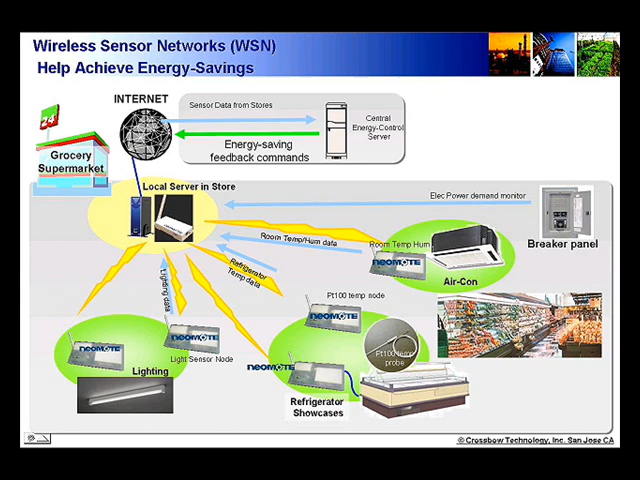 Wireless Sensor Networks (WSN)
Help Achieve Energy-Savings
INTERNET
Sensor Data from Stores
Central
Energy-Control
Server
Energy-saving
feedback commands
24
Grocery
Supermarket
Local Server in Store
Elec Power demand monitor
Breaker panel
Room Temp/Hum data
Room Temp Hum
NEOMOTE
Air-Con
Refrigerator
Temp data
Lighting data
Pt100 temp node
NEOMOTE
NEOMOTE
NEOMOTE
Light Sensor Node
Lighting
Pt100 temp
probe
NEOMOTE
Refrigerator
Showcases
© Crossbow Technology, Inc. San Jose CA